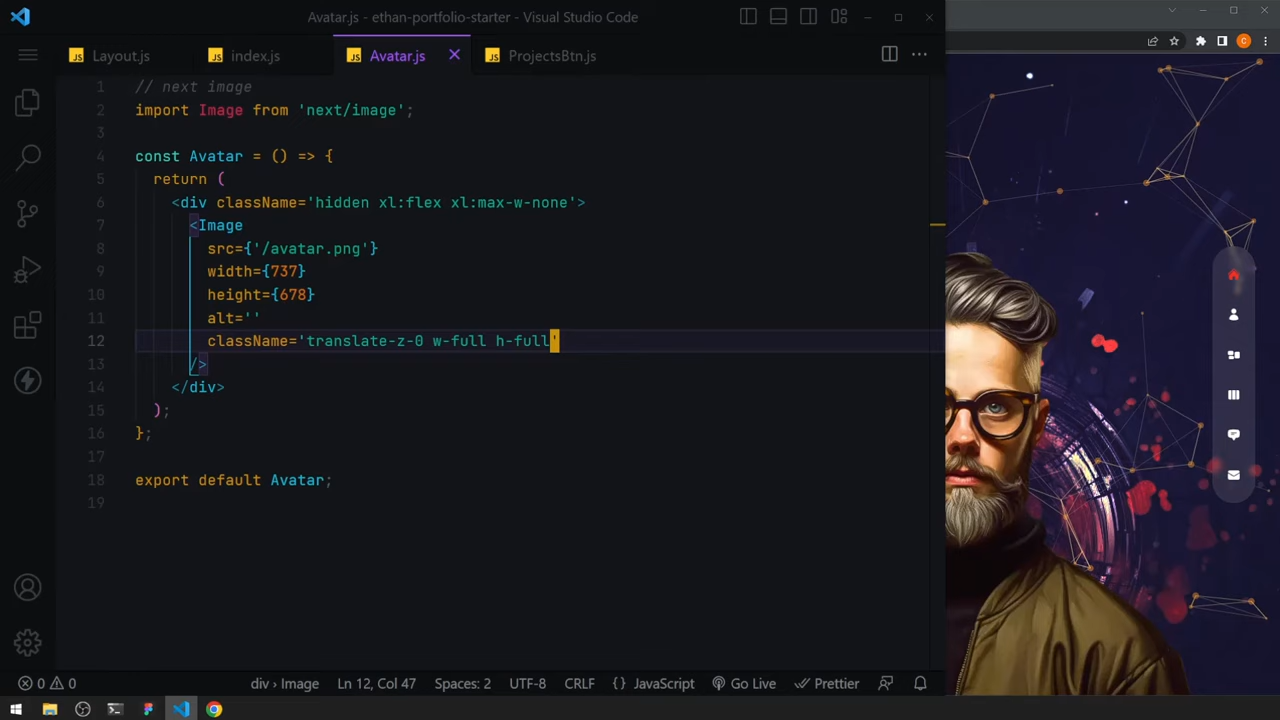 Avatar.js - ethan-portfolio-starter - Visual Studio Code
JS Layout.js
JS index.js
JS Avatar.js
JS ProjectsBtn.js
1 // next image
2 import Image from 'next/image';
3
4 const Avatar = () => {
5 return (
6 <div className='hidden xl:flex xl:max-w-none'>
7 <Image
8 src={'/avatar.png'}
9 width={737}
10 height={678}
11 alt=''
12 className='translate-z-0 w-full h-full'
13 />
14 </div>
15 );
16 };
17
18 export default Avatar;
19
C
0 0 div › Image Ln 12, Col 47 Spaces: 2 UTF-8 CRLF {} JavaScript Go Live Prettier